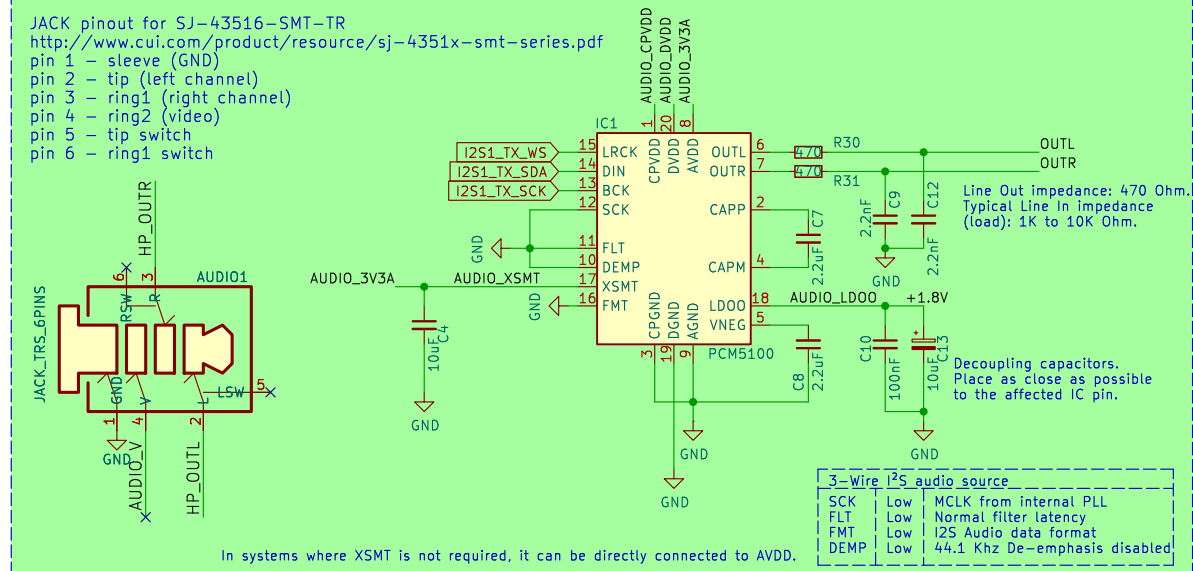 JACK pinout for SJ-43516-SMT-TR
http://www.cui.com/product/resource/sj-4351x-smt-series.pdf
pin 1 – sleeve (GND)
pin 2 – tip (left channel)
pin 3 – ring1 (right channel)
pin 4 – ring2 (video)
pin 5 – tip switch
pin 6 – ring1 switch
HP_OUTR
6
3
AUDIO1
RSW
R
JACK_TRS_6PINS
GND
V
L
LSW
5
1
4
2
GND
AUDIO_V
HP_OUTL
AUDIO_CPVDD
AUDIO_DVDD
AUDIO_3V3A
IC1
1
20
8
CPVDD
DVDD
AVDD
I2S1_TX_WS
15
LRCK
I2S1_TX_SDA
14
DIN
I2S1_TX_SCK
13
BCK
12
SCK
GND
11
FLT
10
DEMP
AUDIO_3V3A
AUDIO_XSMT
17
XSMT
GND
16
FMT
C4
10uF
GND
OUTL
6
470
R30
OUTL
OUTR
7
470
R31
OUTR
CAPP
2
C7
2.2uF
CAPM
4
C9
2.2nF
C12
2.2nF
GND
Line Out impedance: 470 Ohm.
Typical Line In impedance
(load): 1K to 10K Ohm.
LDOO
18
AUDIO_LDOO
+1.8V
VNEG
5
CPGND
DGND
AGND
3
19
9
PCM5100
C8
2.2uF
C10
100nF
C13
10uF
Decoupling capacitors.
Place as close as possible
to the affected IC pin.
GND
GND
GND
3-Wire I²S audio source
SCK Low MCLK from internal PLL
FLT Low Normal filter latency
FMT Low I2S Audio data format
DEMP Low 44.1 Khz De-emphasis disabled
In systems where XSMT is not required, it can be directly connected to AVDD.